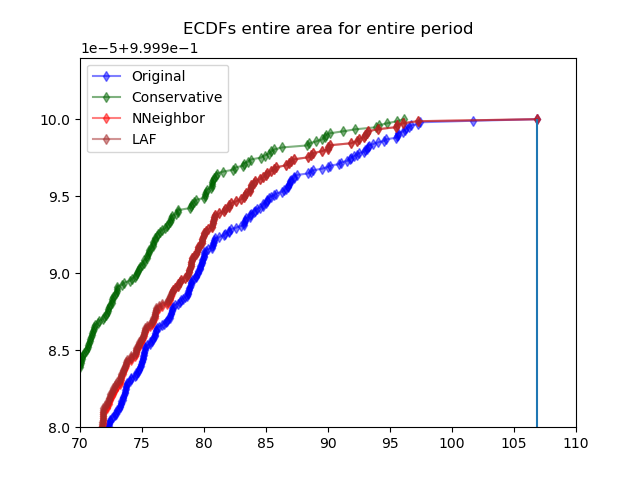 ECDFs entire area for entire period
1e−5+9.999e−1
Original
Conservative
NNeighbor
LAF
10.0
9.5
9.0
8.5
8.0
70 75 80 85 90 95 100 105 110